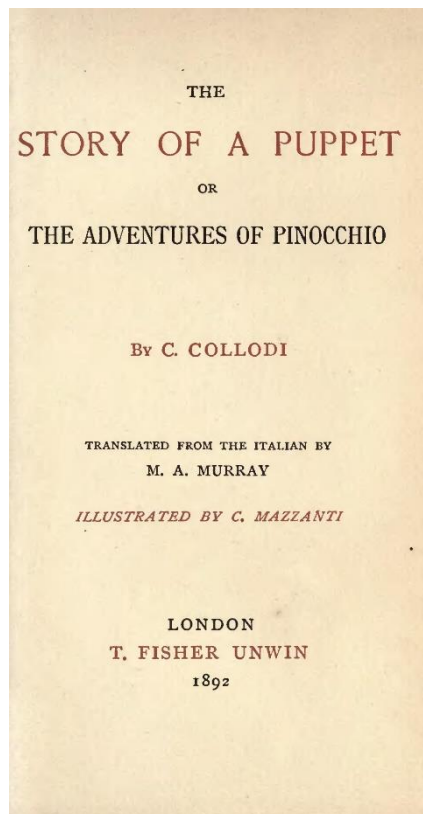 THE
STORY OF A PUPPET
OR
THE ADVENTURES OF PINOCCHIO
By C. COLLODI
TRANSLATED FROM THE ITALIAN BY
M. A. MURRAY
ILLUSTRATED BY C. MAZZANTI
LONDON
T. FISHER UNWIN
1892